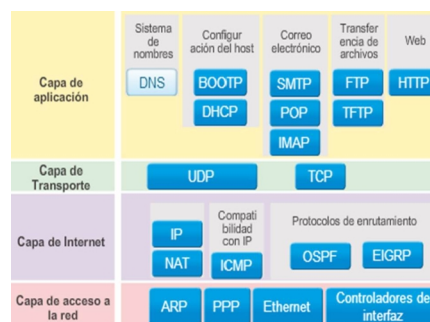 Sistema
de
nombres
Configur
ación del host
Correo
electrónico
Transfer
encia de
archivos
Web
Capa de
aplicación
DNS
BOOTP
DHCP
SMTP
POP
IMAP
FTP
TFTP
HTTP
Capa de
Transporte
UDP
TCP
Capa de Internet
IP
NAT
Compati
bilidad
con IP
ICMP
Protocolos de enrutamiento
OSPF
EIGRP
Capa de acceso a
la red
ARP
PPP
Ethernet
Controladores de
interfaz